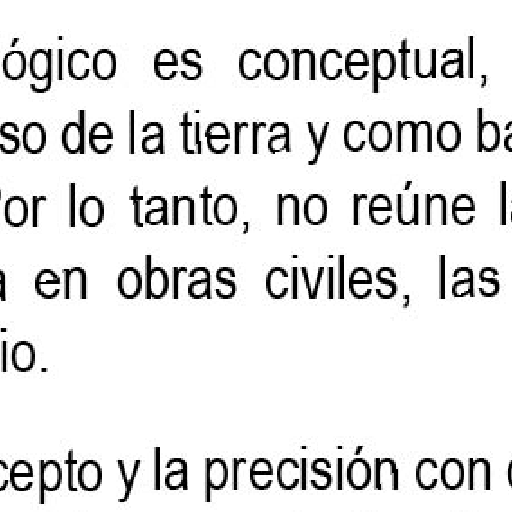 ógico es conceptual,
so de la tierra y como ba
Por lo tanto, no reúne la
a en obras civiles, las
io.
cepto y la precisión con